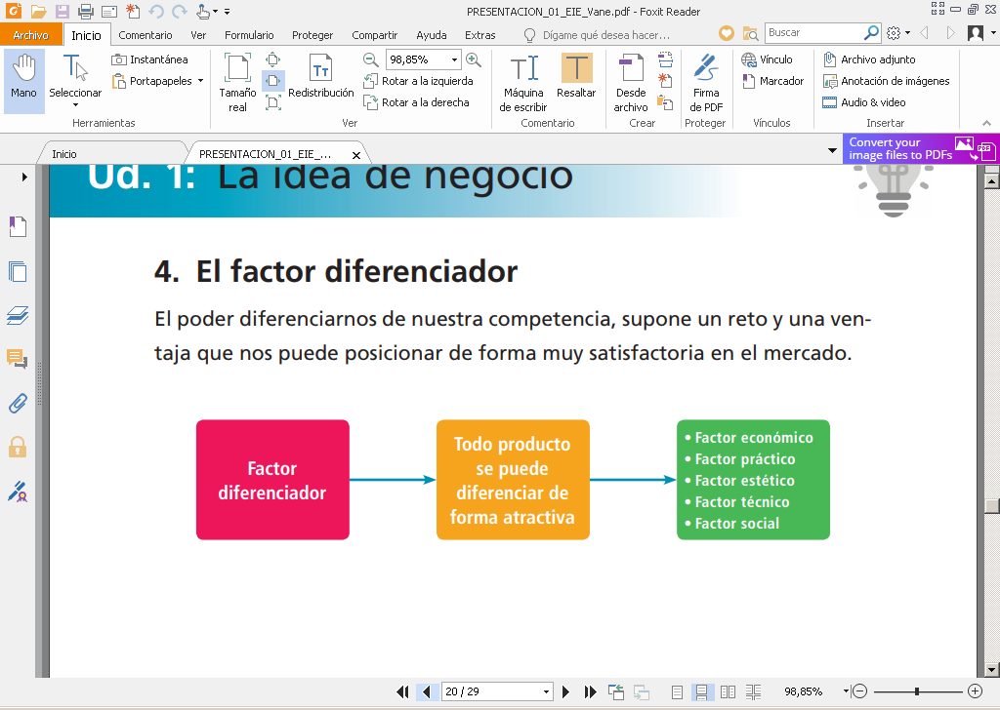 PRESENTACION_01_EIE_Vane.pdf - Foxit Reader
Archivo Inicio Comentario Ver Formulario Proteger Compartir Ayuda Extras Dígame qué desea hacer... Buscar
Mano
Seleccionar
Instantánea
Portapapeles
Herramientas
Tamaño
real
98,85%
Redistribución
Rotar a la izquierda
Rotar a la derecha
Ver
Máquina
de escribir
Resaltar
Comentario
Desde
archivo
Crear
Firma
de PDF
Proteger
Vínculo
Marcador
Vínculos
Archivo adjunto
Anotación de imágenes
Audio & video
Insertar
Inicio
PRESENTACION_01_EIE_...
Convert your
image files to PDFs
Ud. 1: La idea de negocio
4. El factor diferenciador
El poder diferenciarnos de nuestra competencia, supone un reto y una ven-
taja que nos puede posicionar de forma muy satisfactoria en el mercado.
Factor
diferenciador
Todo producto
se puede
diferenciar de
forma atractiva
• Factor económico
• Factor práctico
• Factor estético
• Factor técnico
• Factor social
20 / 29
98,85%